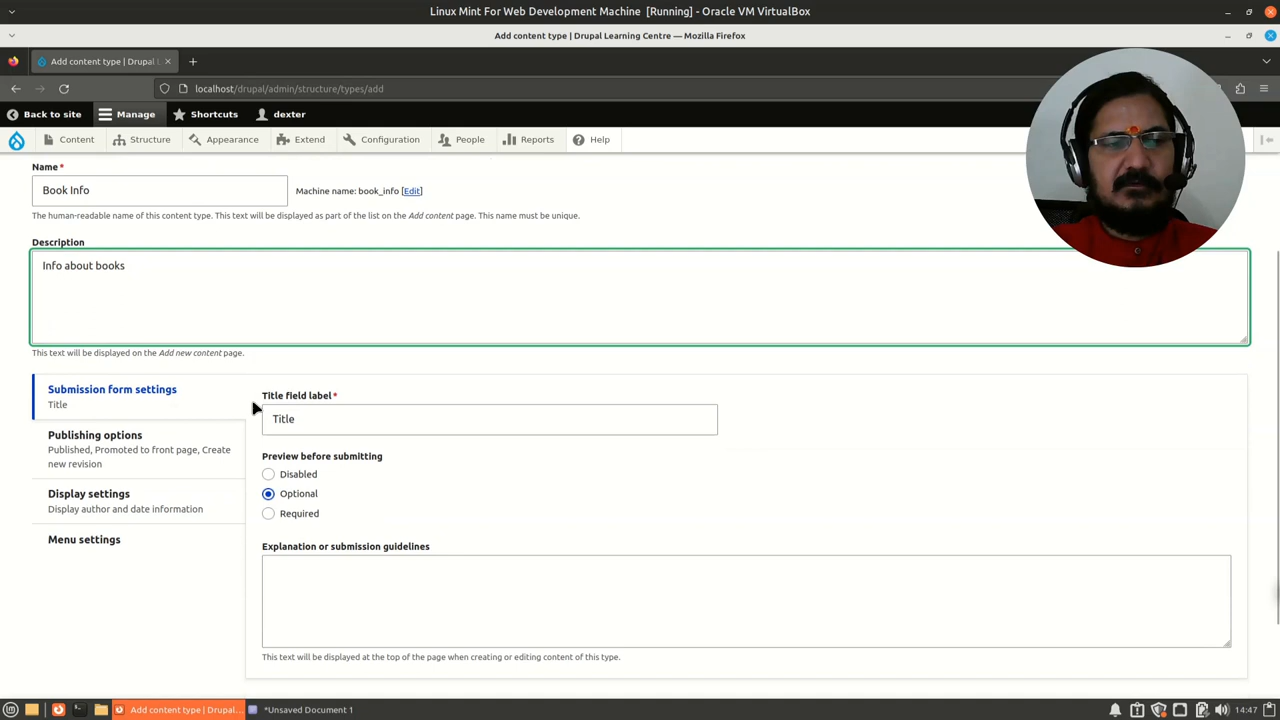 Linux Mint For Web Development Machine [Running] - Oracle VM VirtualBox
Add content type | Drupal Learning Centre — Mozilla Firefox
Add content type | Drupal L
localhost/drupal/admin/structure/types/add
Back to site Manage Shortcuts dexter
Content Structure Appearance Extend Configuration People Reports Help
Name*
Book Info
Machine name: book_info [Edit]
The human-readable name of this content type. This text will be displayed as part of the list on the Add content page. This name must be unique.
Description
Info about books
This text will be displayed on the Add new content page.
Submission form settings
Title
Publishing options
Published, Promoted to front page, Create
new revision
Display settings
Display author and date information
Menu settings
Title field label*
Title
Preview before submitting
Disabled
Optional
Required
Explanation or submission guidelines
This text will be displayed at the top of the page when creating or editing content of this type.
Add content type | Drupal... *Unsaved Document 1 14:47